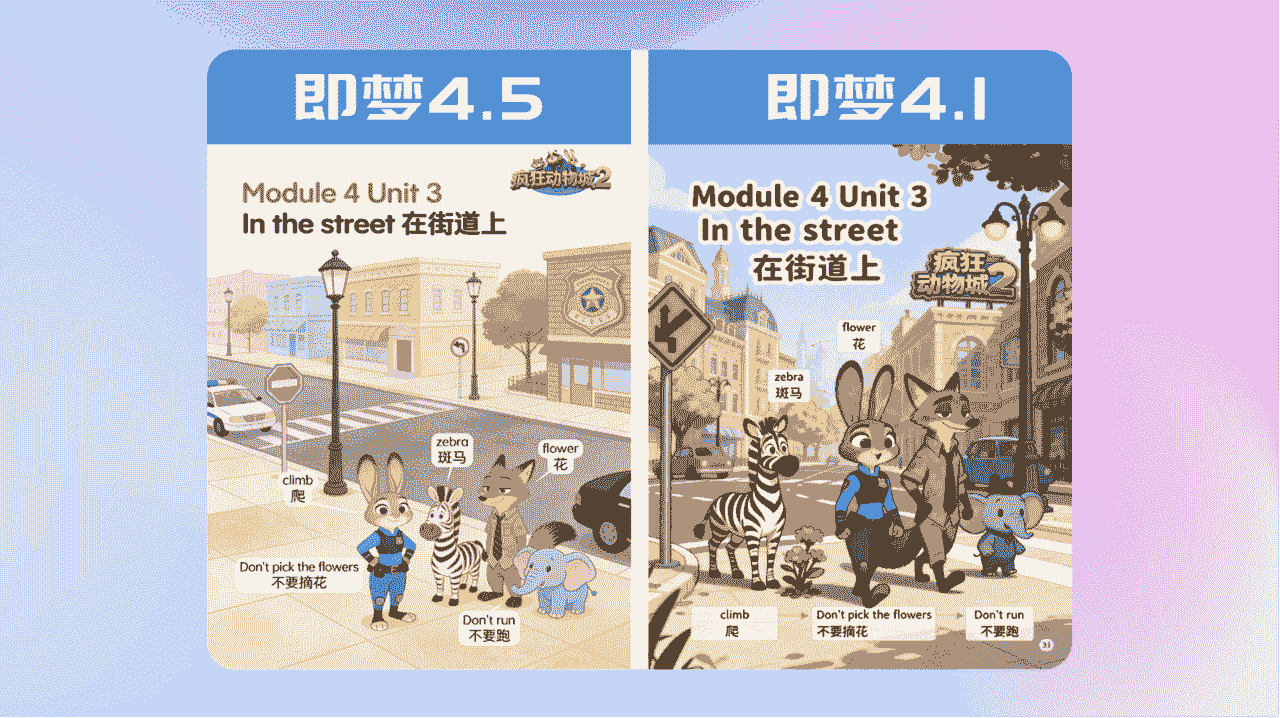 即梦4.5
Module 4 Unit 3
In the street 在街道上
疯狂动物城2
zebra
斑马
flower
花
climb
爬
Don't pick the flowers
不要摘花
Don't run
不要跑
即梦4.1
Module 4 Unit 3
In the street
在街道上
疯狂
动物城2
flower
花
zebra
斑马
climb
爬
Don't pick the flowers
不要摘花
Don't run
不要跑